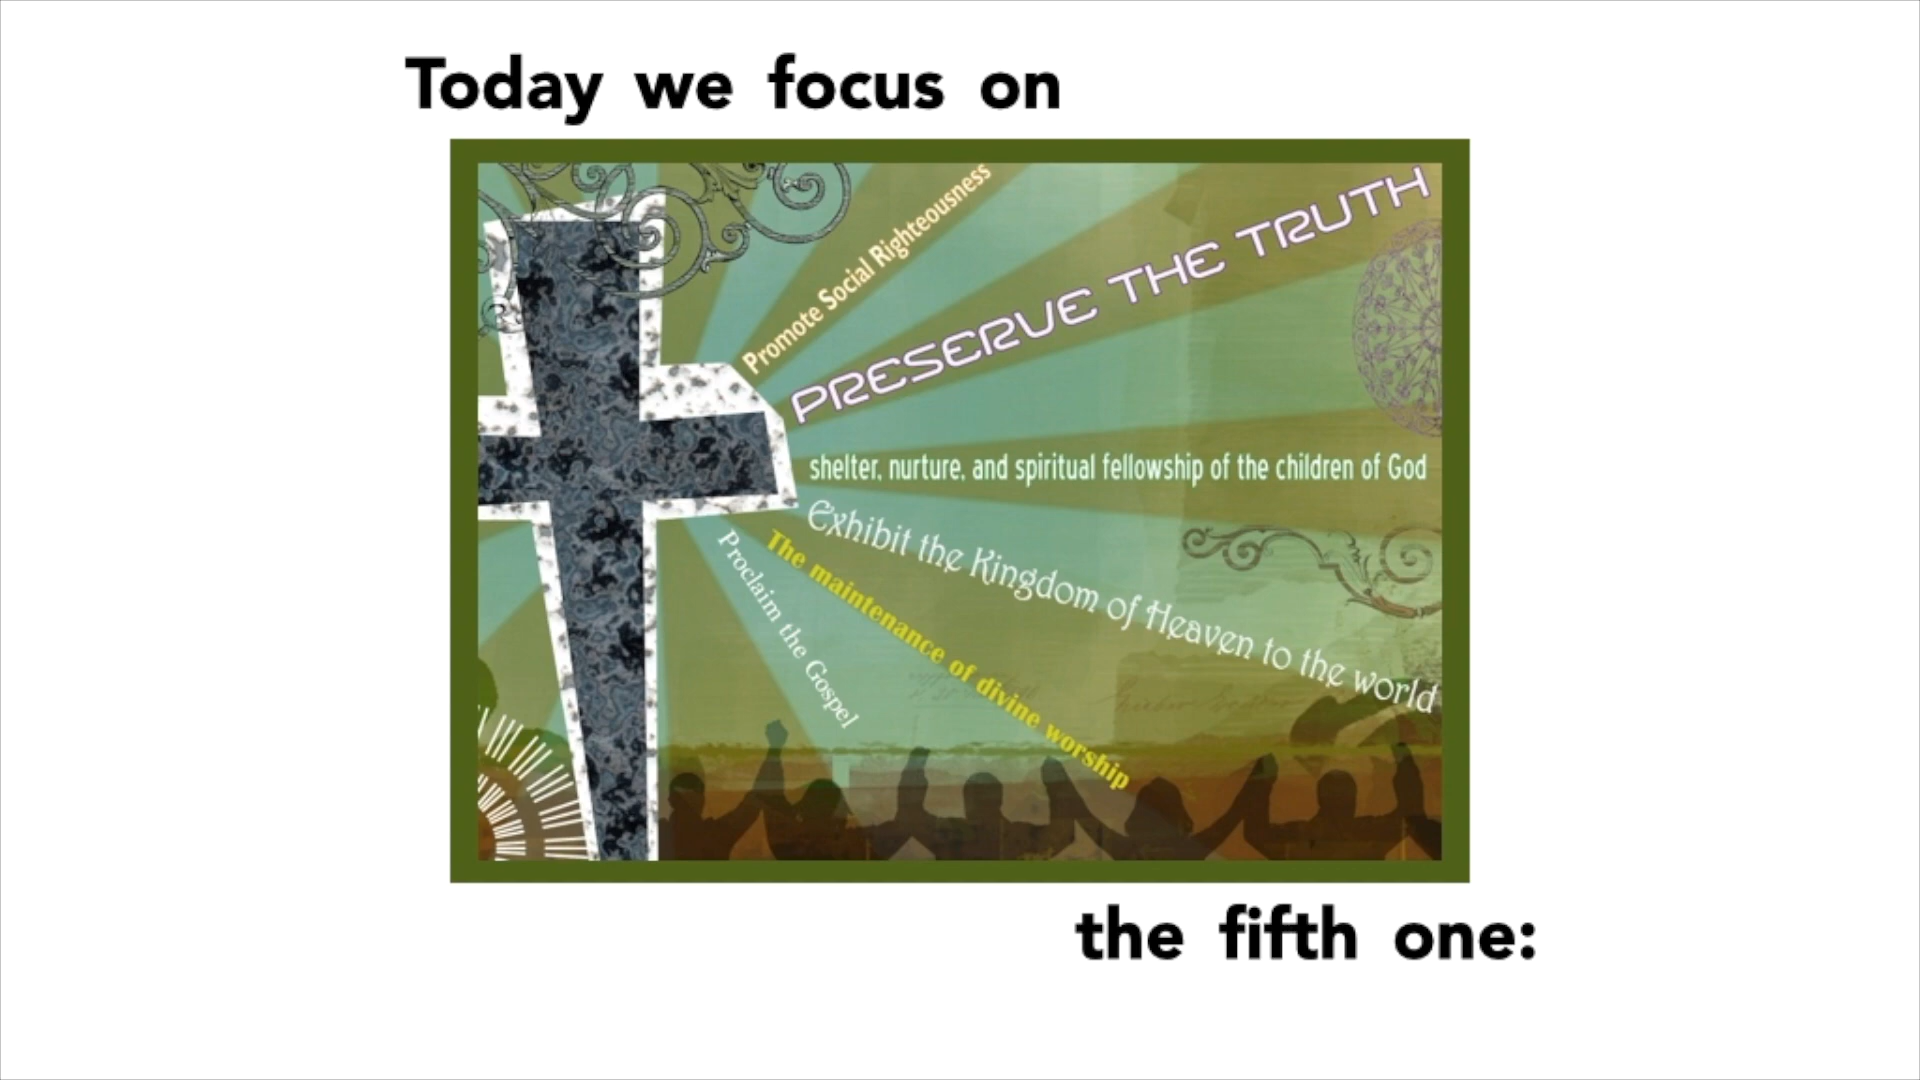 Today we focus on
Promote Social Righteousness
PRESERVE THE TRUTH
shelter, nurture, and spiritual fellowship of the children of God
Exhibit the Kingdom of Heaven to the world
The maintenance of divine worship
Proclaim the Gospel
the fifth one: